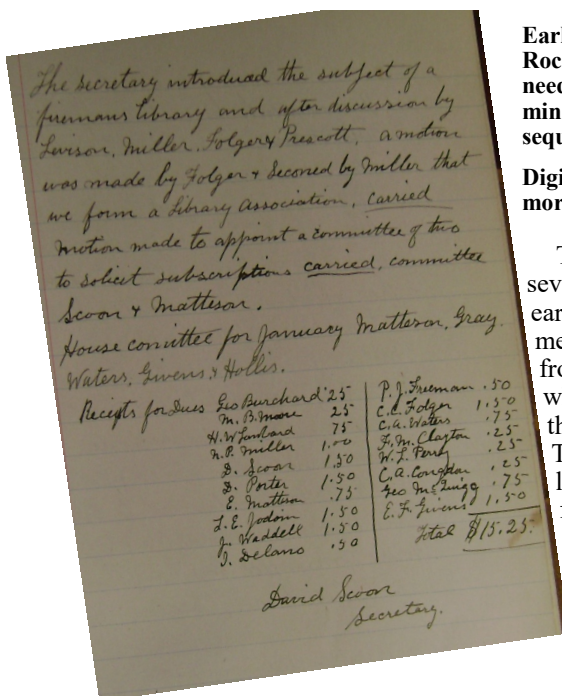 The secretary introduced the subject of a
firemans library and after discussion by
Levison, Miller, Folger & Prescott, a motion
was made by Folger & Seconed by Miller that
we form a Library Association, carried
motion made to appoint a committee of two
to solicit subscriptions carried, committee
Scoon & Matteson.
House comittee for January Matteson, Gray.
Waters, Givens, & Hollis.
Receipts for Dues Geo Burchard .25
M. B. Moore 25
H. W. Lombard 75
N. P. Miller 1.00
D. Scoon 1.50
D. Porter 1.50
E. Matteson .75
L. E. Jodoin 1.50
J. Waddell 1.50
I. Delano .50
P. J. Freeman .50
C. C. Folger 1.50
C. A. Waters .75
F. M. Clayton .25
W. L. Perry .25
C. A. Congdon .25
Geo .75
E. F. Givens 1.50
Total $15.25
David Scoon
Secretary.
Earl
Roc
need
min
sequ
Digi
mor
T
sev
ear
me
fro
w
th
T
l